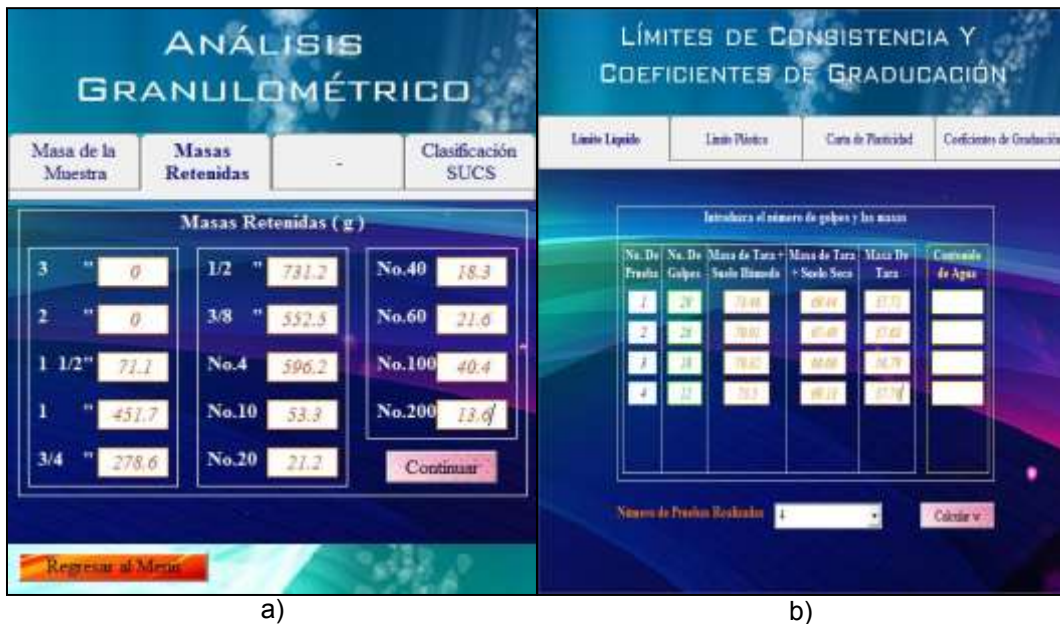 ANÁLISIS
GRANULOMÉTRICO
Masa de la
Muestra
Masas
Retenidas
-
Clasificación
SUCS
Masas Retenidas ( g )
3 " 0
2 " 0
1 1/2" 71.1
1 " 451.7
3/4 " 278.6
1/2 " 731.2
3/8 " 552.5
No.4 596.2
No.10 53.3
No.20 21.2
No.40 18.3
No.60 21.6
No.100 40.4
No.200 13.6
Continuar
Regresar al Menú
a)
LÍMITES DE CONSISTENCIA Y
COEFICIENTES DE GRADUCACIÓN
Límite Líquido
Límite Plástico
Carta de Plasticidad
Coeficientes de Graduación
Introduzca el número de golpes y las masas
No. De
Prueba
No. De
Golpes
Masa de Tara +
Suelo Húmedo
Masa de Tara
+ Suelo Seco
Masa De
Tara
Contenido
de Agua
1
2
3
4
Número de Pruebas Realizadas 4
Calcular w
b)